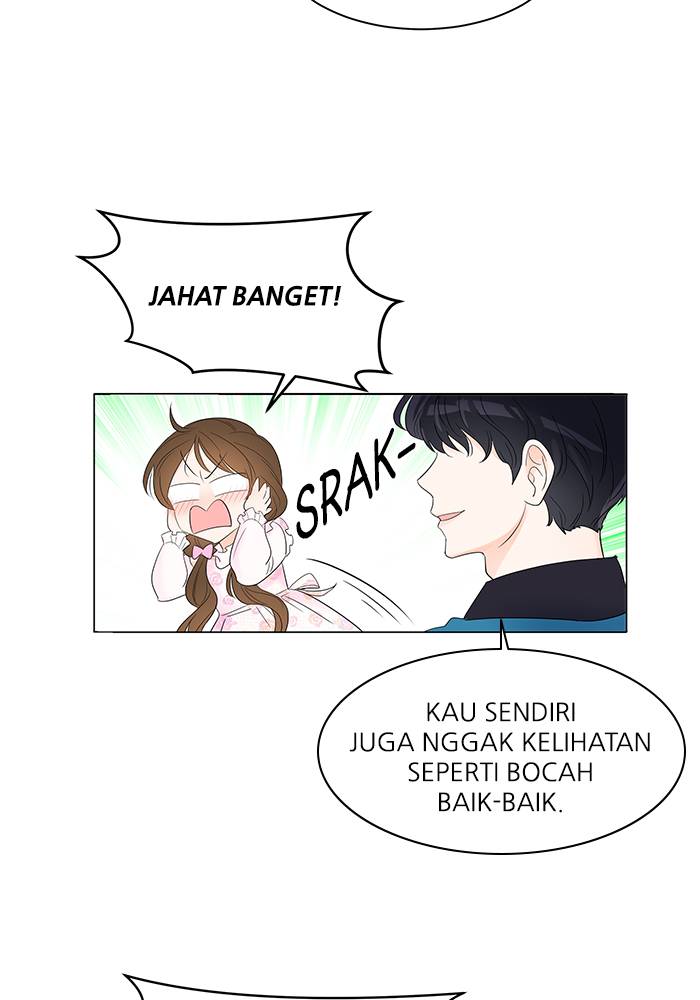 JAHAT BANGET!
SRAK-
KAU SENDIRI
JUGA NGGAK KELIHATAN
SEPERTI BOCAH
BAIK-BAIK.